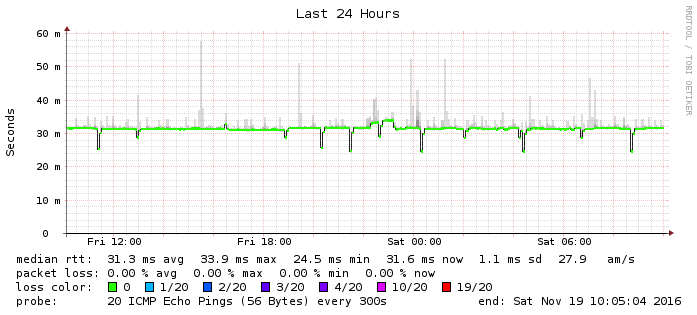 Last 24 Hours
RRDTOOL / TOBI OETIKER
Seconds
60 m
50 m
40 m
30 m
20 m
10 m
0
Fri 12:00 Fri 18:00 Sat 00:00 Sat 06:00
median rtt: 31.3 ms avg 33.9 ms max 24.5 ms min 31.6 ms now 1.1 ms sd 27.9 am/s
packet loss: 0.00 % avg 0.00 % max 0.00 % min 0.00 % now
loss color: 0 1/20 2/20 3/20 4/20 10/20 19/20
probe: 20 ICMP Echo Pings (56 Bytes) every 300s end: Sat Nov 19 10:05:04 2016